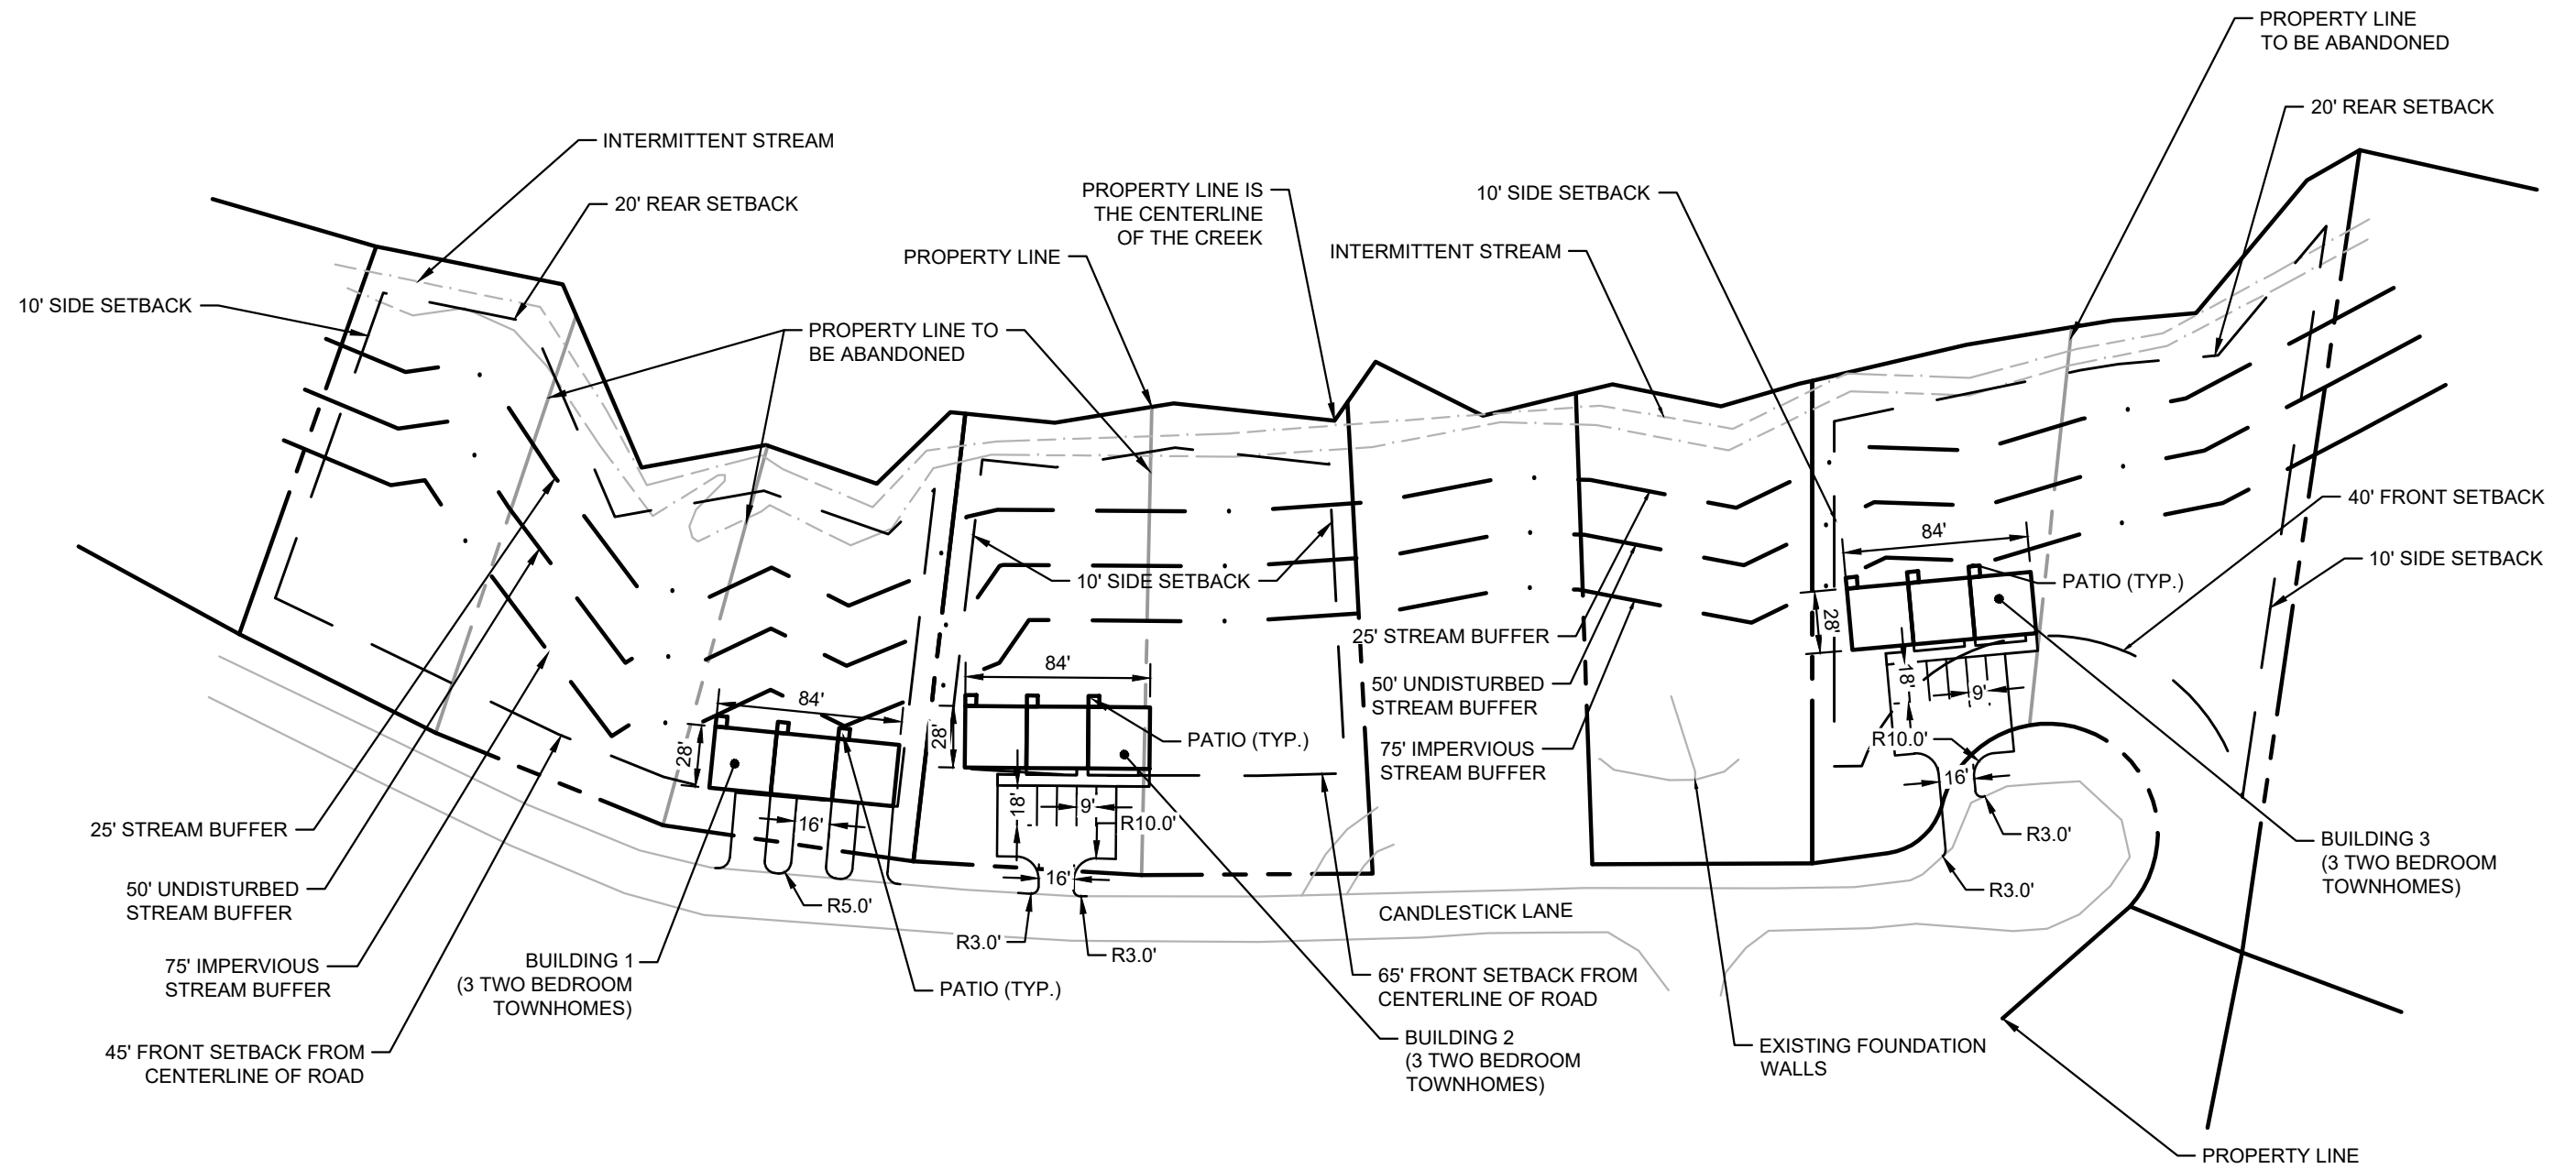 PROPERTY LINE
TO BE ABANDONED
20' REAR SETBACK
INTERMITTENT STREAM
20' REAR SETBACK
PROPERTY LINE IS
THE CENTERLINE
OF THE CREEK
10' SIDE SETBACK
PROPERTY LINE
INTERMITTENT STREAM
10' SIDE SETBACK
PROPERTY LINE TO
BE ABANDONED
40' FRONT SETBACK
84'
10' SIDE SETBACK
10' SIDE SETBACK
PATIO (TYP.)
28'
25' STREAM BUFFER
84'
50' UNDISTURBED
STREAM BUFFER
18'
9'
84'
28'
28'
PATIO (TYP.)
75' IMPERVIOUS
STREAM BUFFER
R10.0'
16'
18'
9'
R10.0'
16'
25' STREAM BUFFER
R3.0'
BUILDING 3
(3 TWO BEDROOM
TOWNHOMES)
16'
50' UNDISTURBED
STREAM BUFFER
R5.0'
R3.0'
CANDLESTICK LANE
R3.0'
R3.0'
BUILDING 1
(3 TWO BEDROOM
TOWNHOMES)
75' IMPERVIOUS
STREAM BUFFER
PATIO (TYP.)
65' FRONT SETBACK FROM
CENTERLINE OF ROAD
45' FRONT SETBACK FROM
CENTERLINE OF ROAD
BUILDING 2
(3 TWO BEDROOM
TOWNHOMES)
EXISTING FOUNDATION
WALLS
PROPERTY LINE